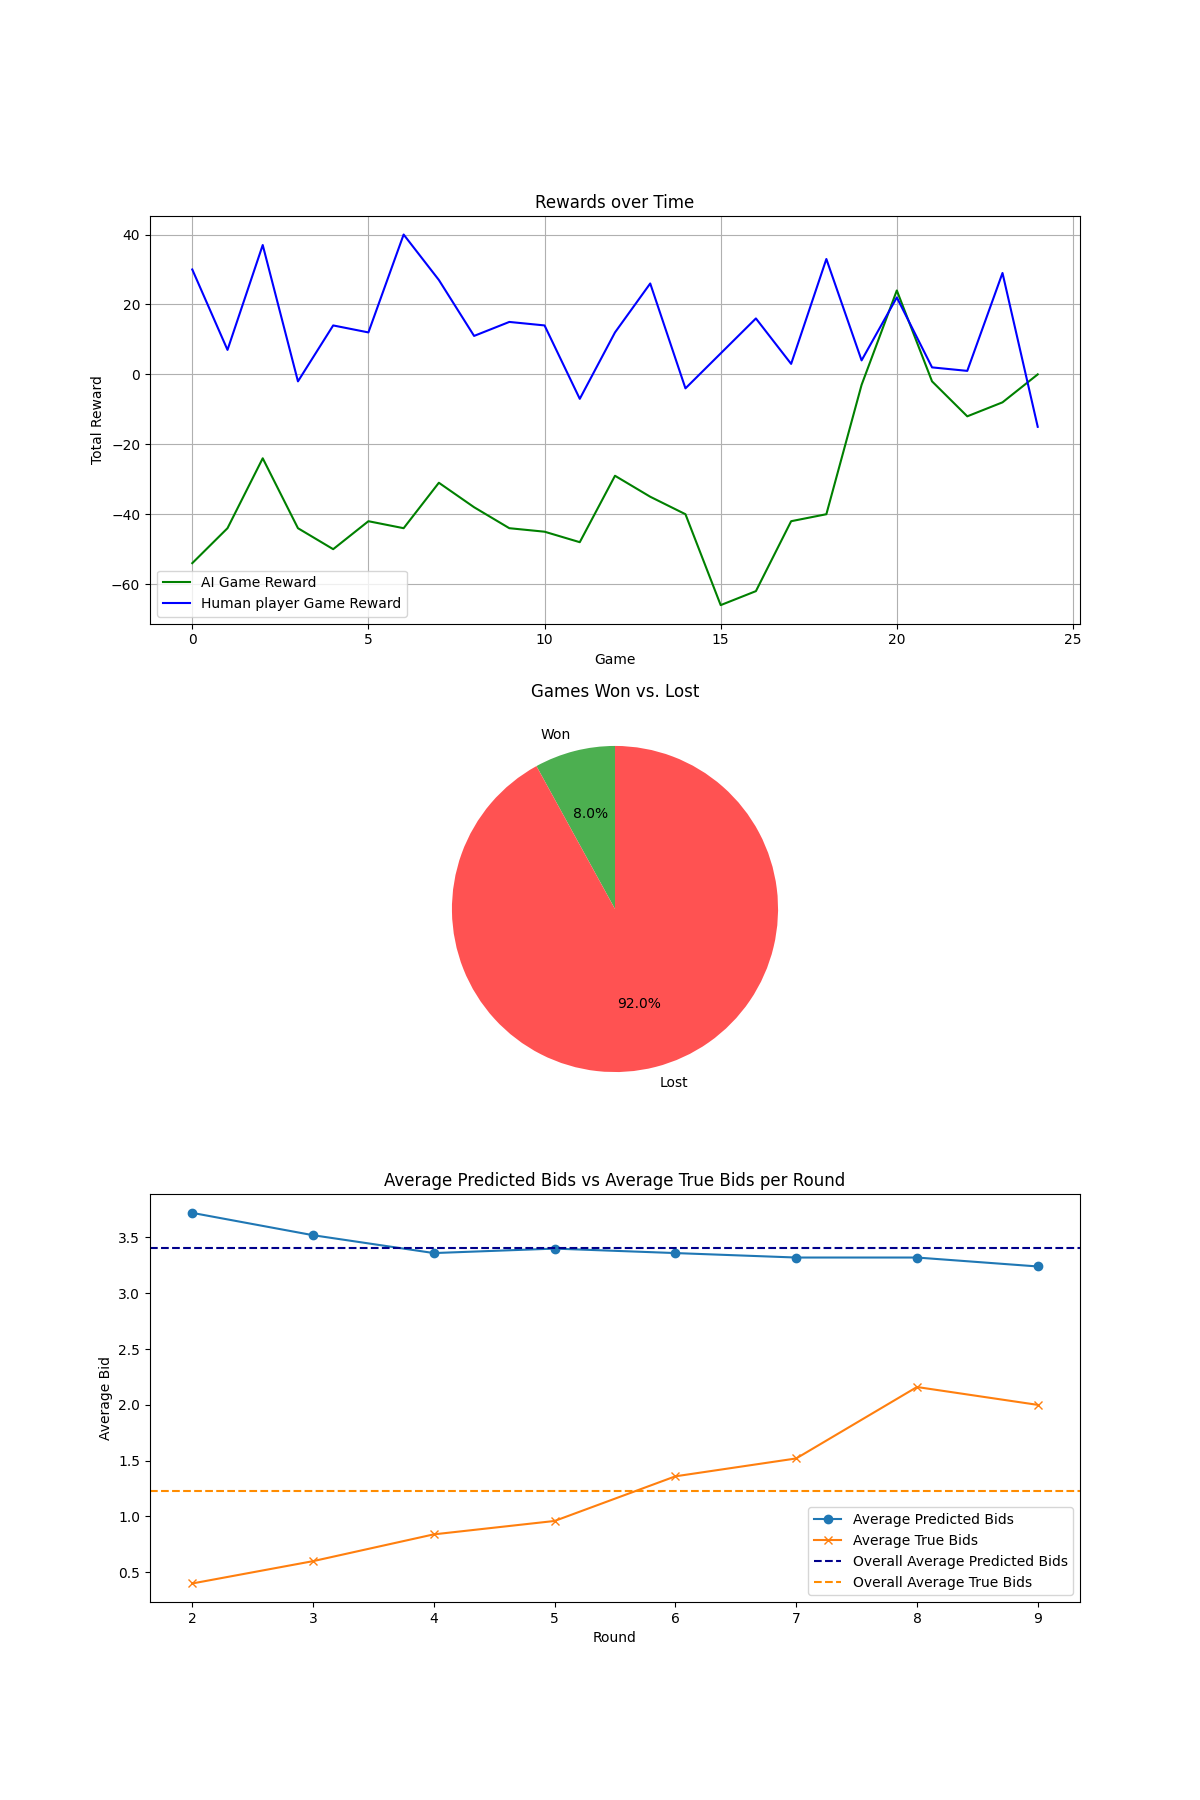 Rewards over Time
Total Reward
40
20
0
−20
−40
−60
AI Game Reward
Human player Game Reward
0 5 10 15 20 25
Game
Games Won vs. Lost
Won
8.0%
92.0%
Lost
Average Predicted Bids vs Average True Bids per Round
Average Bid
3.5
3.0
2.5
2.0
1.5
1.0
0.5
Average Predicted Bids
Average True Bids
Overall Average Predicted Bids
Overall Average True Bids
2 3 4 5 6 7 8 9
Round